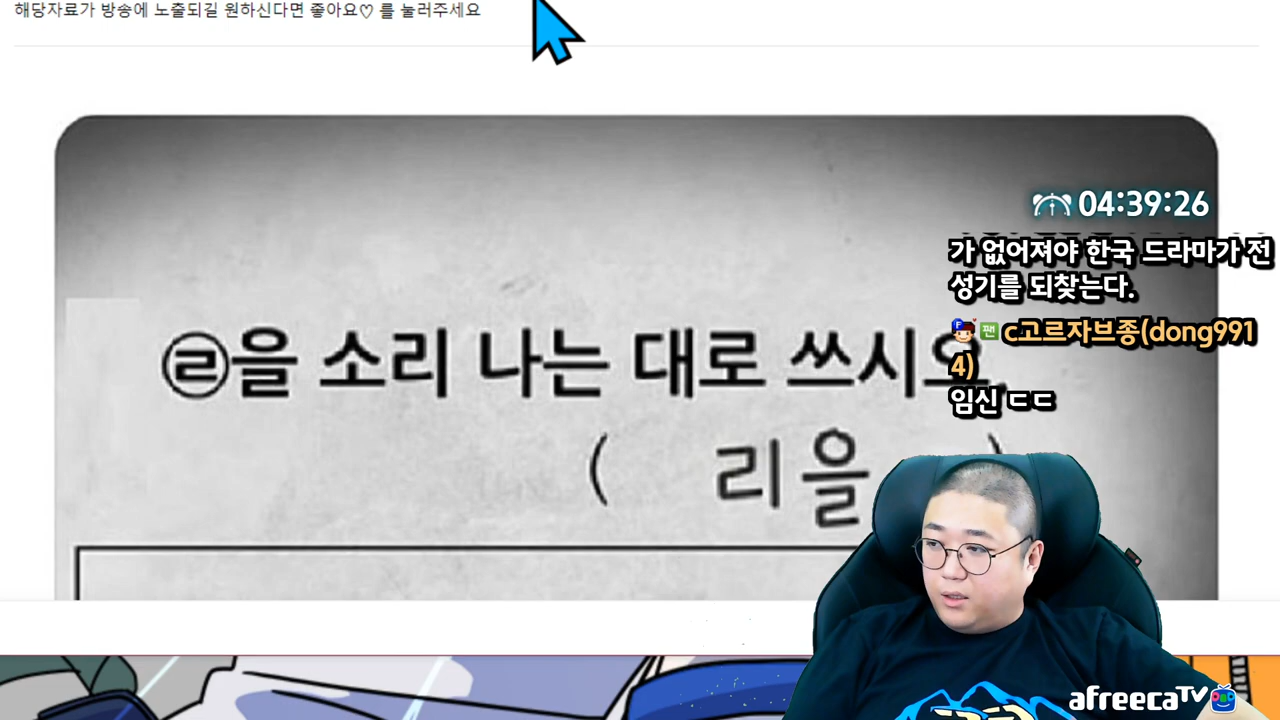 해당자료가 방송에 노출되길 원하신다면 좋아요♡ 를 눌러주세요
04:39:26
가 없어져야 한국 드라마가 전
성기를 되찾는다.
F 팬 c고르자브종(dong991
4)
임신 ㄷㄷ
㉣을 소리 나는 대로 쓰시오.
( 리을 )
afreecaTV